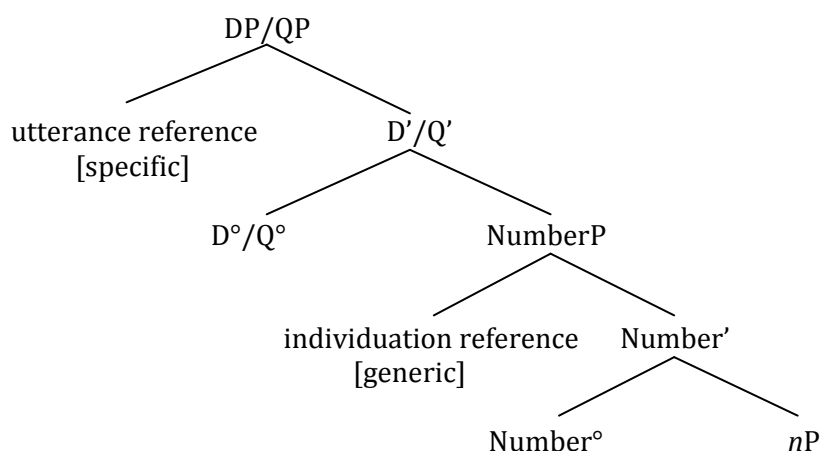 DP/QP
utterance reference
[specific]
D’/Q’
D°/Q°
NumberP
individuation reference
[generic]
Number’
Number°
nP